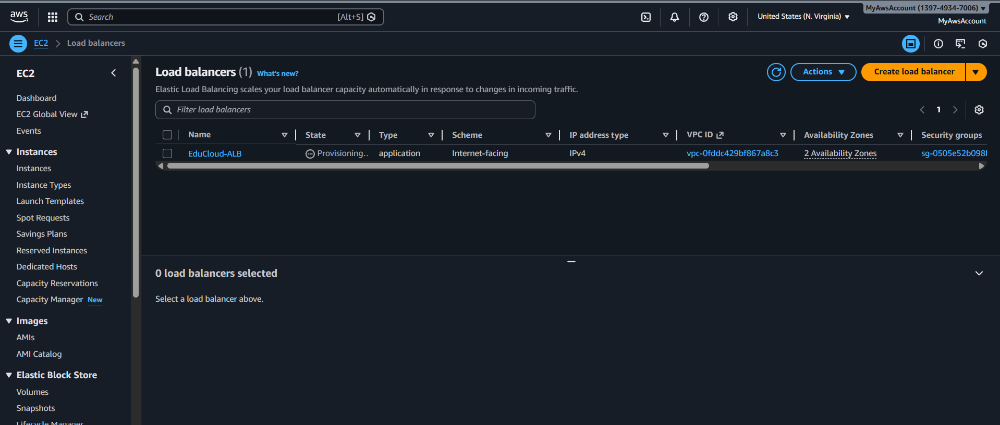 aws
Search [Alt+S]
United States (N. Virginia)
MyAwsAccount (1397-4934-7006)
MyAwsAccount
EC2 Load balancers
EC2
Dashboard
EC2 Global View
Events
Instances
Instances
Instance Types
Launch Templates
Spot Requests
Savings Plans
Reserved Instances
Dedicated Hosts
Capacity Reservations
Capacity Manager New
Images
AMIs
AMI Catalog
Elastic Block Store
Volumes
Snapshots
Lifecycle Manager
Load balancers (1) What's new?
Actions
Create load balancer
Elastic Load Balancing scales your load balancer capacity automatically in response to changes in incoming traffic.
Filter load balancers
1
Name State Type Scheme IP address type VPC ID Availability Zones Security groups
EduCloud-ALB Provisioning.. application Internet-facing IPv4 vpc-0fddc429bf867a8c3 2 Availability Zones sg-0505e52b098
0 load balancers selected
Select a load balancer above.